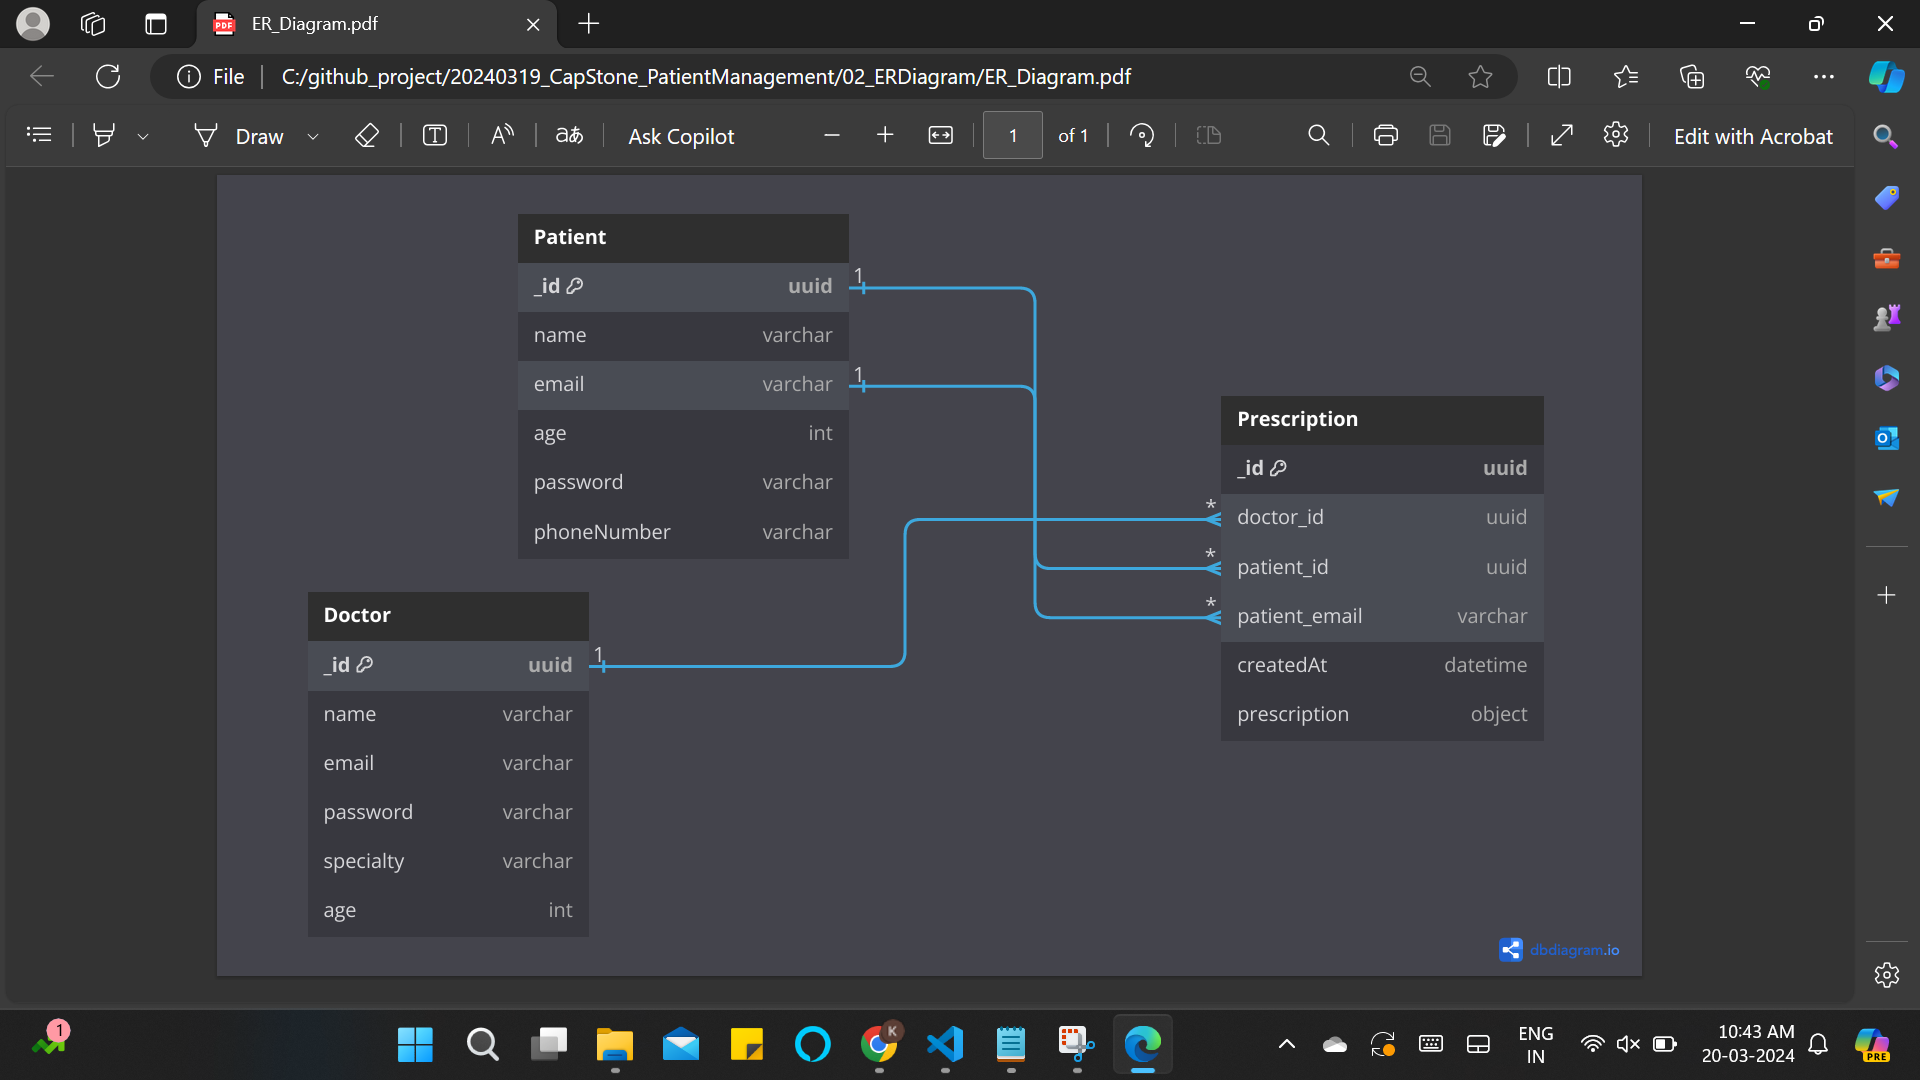 ER_Diagram.pdf
File C:/github_project/20240319_CapStone_PatientManagement/02_ERDiagram/ER_Diagram.pdf
Draw aあ Ask Copilot 1 of 1 Edit with Acrobat
Patient
_id uuid
name varchar
email varchar
age int
password varchar
phoneNumber varchar
1
1
Prescription
_id uuid
* doctor_id uuid
* patient_id uuid
* patient_email varchar
createdAt datetime
prescription object
Doctor
_id uuid
name varchar
email varchar
password varchar
specialty varchar
age int
1
dbdiagram.io
1
K
ENG
IN
10:43 AM
20-03-2024
PRE